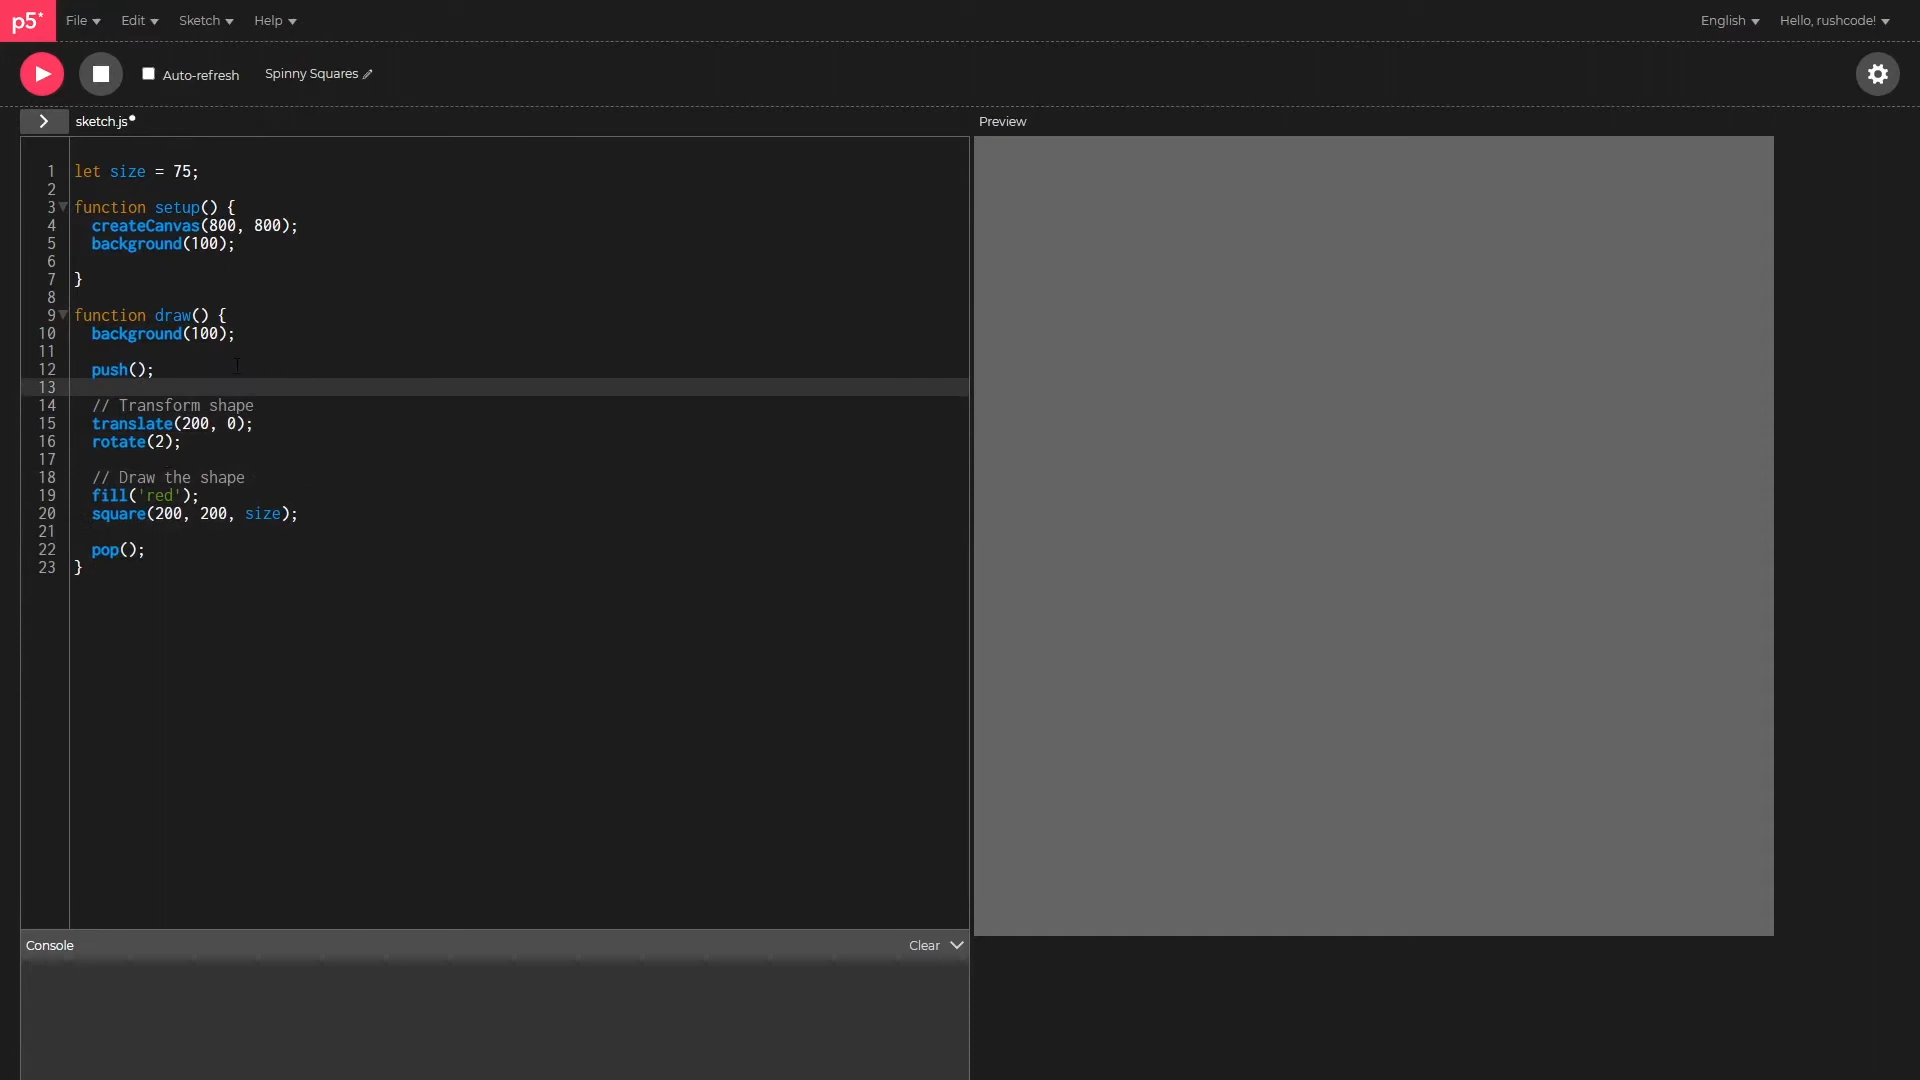 p5*
File
Edit
Sketch
Help
English
Hello, rushcode!
Auto-refresh
Spinny Squares
sketch.js
Preview
1 let size = 75;
2
3 function setup() {
4   createCanvas(800, 800);
5   background(100);
6
7 }
8
9 function draw() {
10   background(100);
11
12   push();
13
14   // Transform shape
15   translate(200, 0);
16   rotate(2);
17
18   // Draw the shape
19   fill('red');
20   square(200, 200, size);
21
22   pop();
23 }
Console
Clear